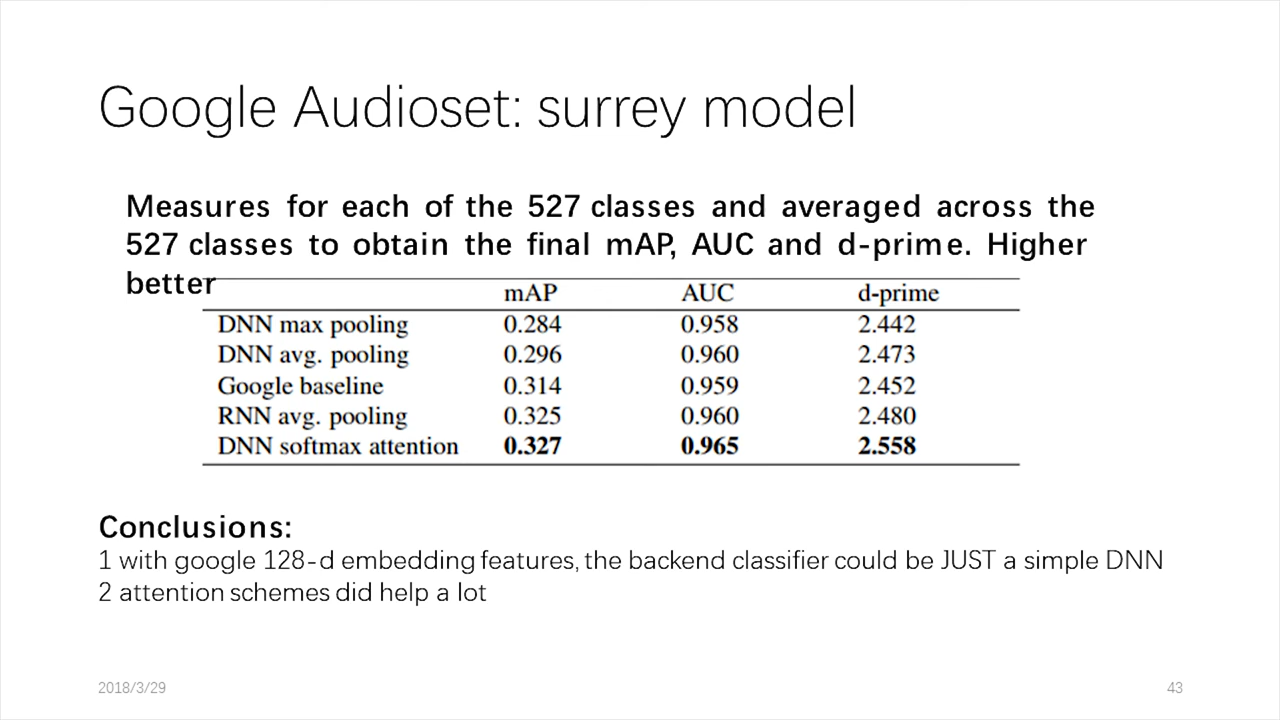 Google Audioset: surrey model
Measures for each of the 527 classes and averaged across the
527 classes to obtain the final mAP, AUC and d-prime. Higher
better
mAP AUC d-prime
DNN max pooling 0.284 0.958 2.442
DNN avg. pooling 0.296 0.960 2.473
Google baseline 0.314 0.959 2.452
RNN avg. pooling 0.325 0.960 2.480
DNN softmax attention 0.327 0.965 2.558
Conclusions:
1 with google 128-d embedding features, the backend classifier could be JUST a simple DNN
2 attention schemes did help a lot
2018/3/29 43